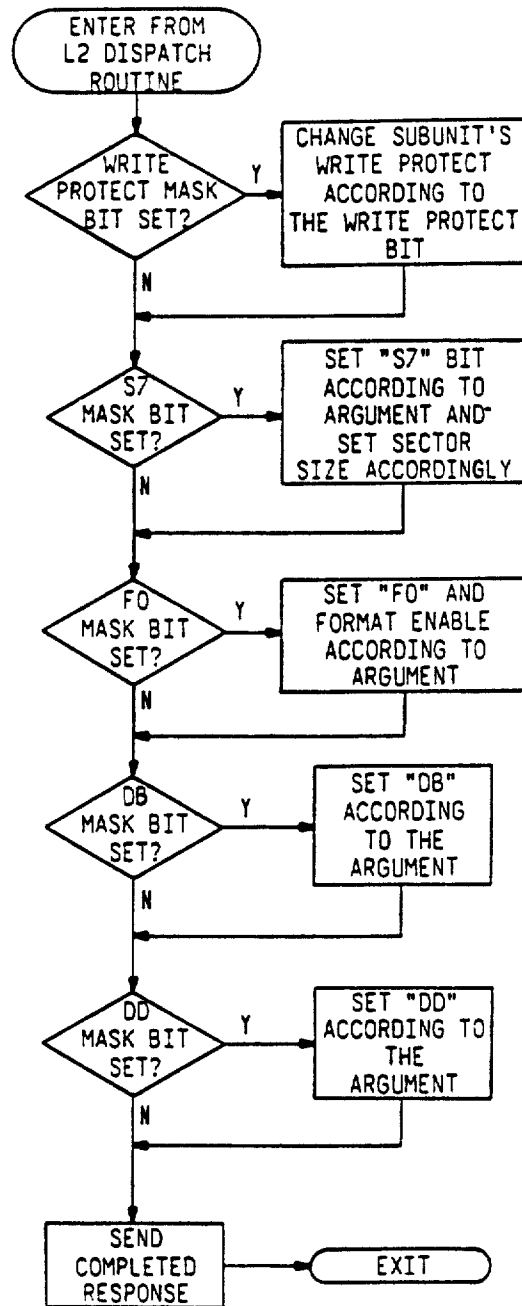 ENTER FROM
L2 DISPATCH
ROUTINE
WRITE
PROTECT MASK
BIT SET?
Y
CHANGE SUBUNIT'S
WRITE PROTECT
ACCORDING TO
THE WRITE PROTECT
BIT
N
S7
MASK BIT
SET?
Y
SET "S7" BIT
ACCORDING TO
ARGUMENT AND
SET SECTOR
SIZE ACCORDINGLY
N
FO
MASK BIT
SET?
Y
SET "FO" AND
FORMAT ENABLE
ACCORDING TO
ARGUMENT
N
DB
MASK BIT
SET?
Y
SET "DB"
ACCORDING
TO THE
ARGUMENT
N
DD
MASK BIT
SET?
Y
SET "DD"
ACCORDING TO
THE
ARGUMENT
N
SEND
COMPLETED
RESPONSE
EXIT